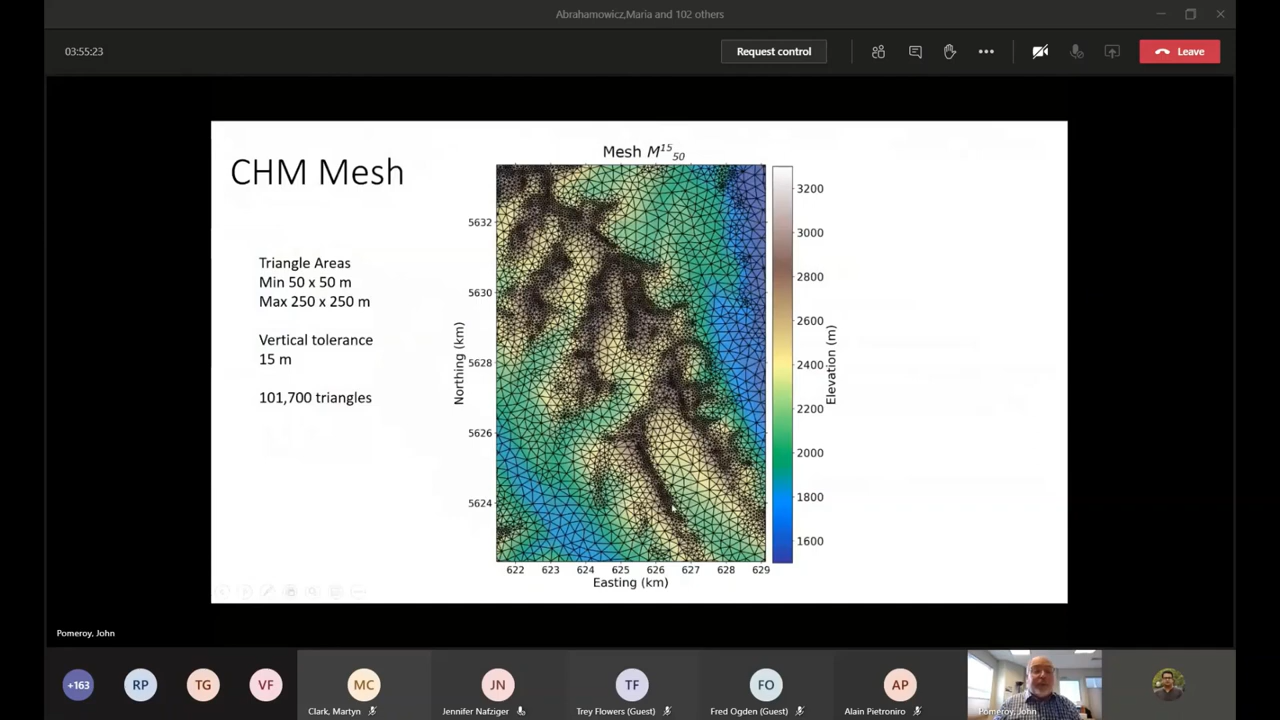 Abrahamowicz,Maria and 102 others
03:55:23
Request control
Leave
CHM Mesh
Mesh M^15_50
Triangle Areas
Min 50 x 50 m
Max 250 x 250 m
Vertical tolerance
15 m
101,700 triangles
Northing (km)
5632
5630
5628
5626
5624
622 623 624 625 626 627 628 629
Easting (km)
3200
3000
2800
2600
2400
2200
2000
1800
1600
Elevation (m)
Pomeroy, John
+163
RP
TG
VF
MC
Clark, Martyn
JN
Jennifer Nafziger
TF
Trey Flowers (Guest)
FO
Fred Ogden (Guest)
AP
Alain Pietroniro
Pomeroy, John